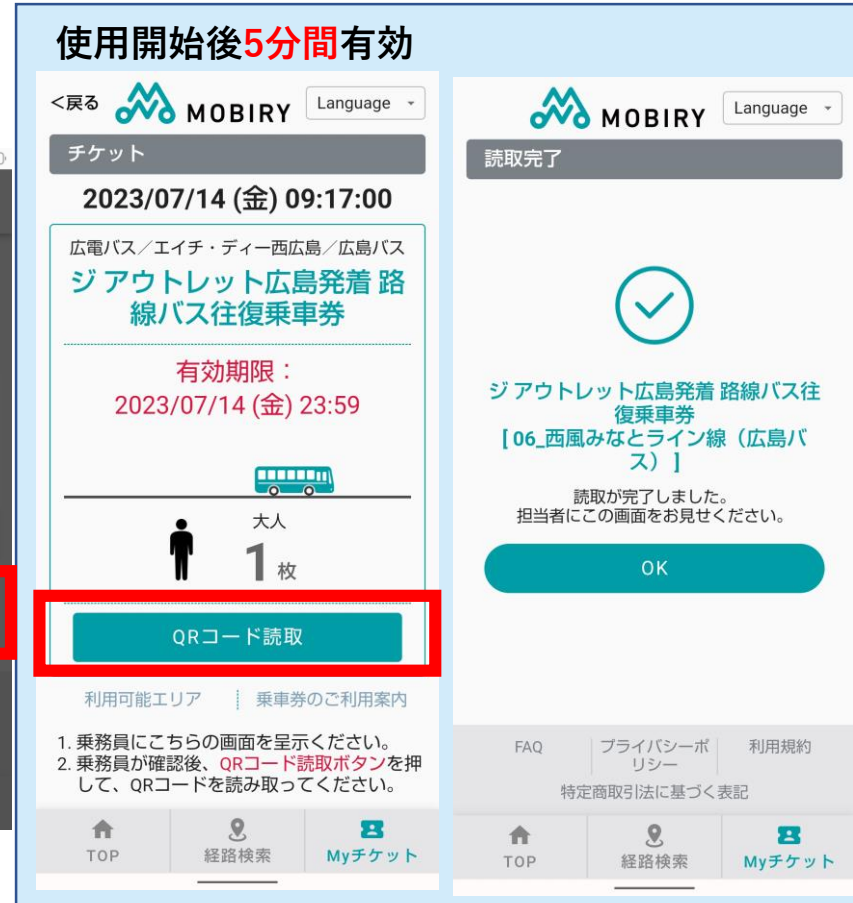 使用開始後5分間有効
<戻る MOBIRY Language
チケット
2023/07/14 (金) 09:17:00
広電バス／エイチ・ディー西広島／広島バス
ジ アウトレット広島発着 路
線バス往復乗車券
有効期限：
2023/07/14 (金) 23:59
大人
1 枚
QRコード読取
利用可能エリア 乗車券のご利用案内
1. 乗務員にこちらの画面を呈示ください。
2. 乗務員が確認後、QRコード読取ボタンを押
して、QRコードを読み取ってください。
TOP 経路検索 Myチケット
MOBIRY Language
読取完了
ジ アウトレット広島発着 路線バス往
復乗車券
[ 06_西風みなとライン線（広島バ
ス）]
読取が完了しました。
担当者にこの画面をお見せください。
OK
FAQ プライバシーポ 利用規約
リシー
特定商取引法に基づく表記
TOP 経路検索 Myチケット